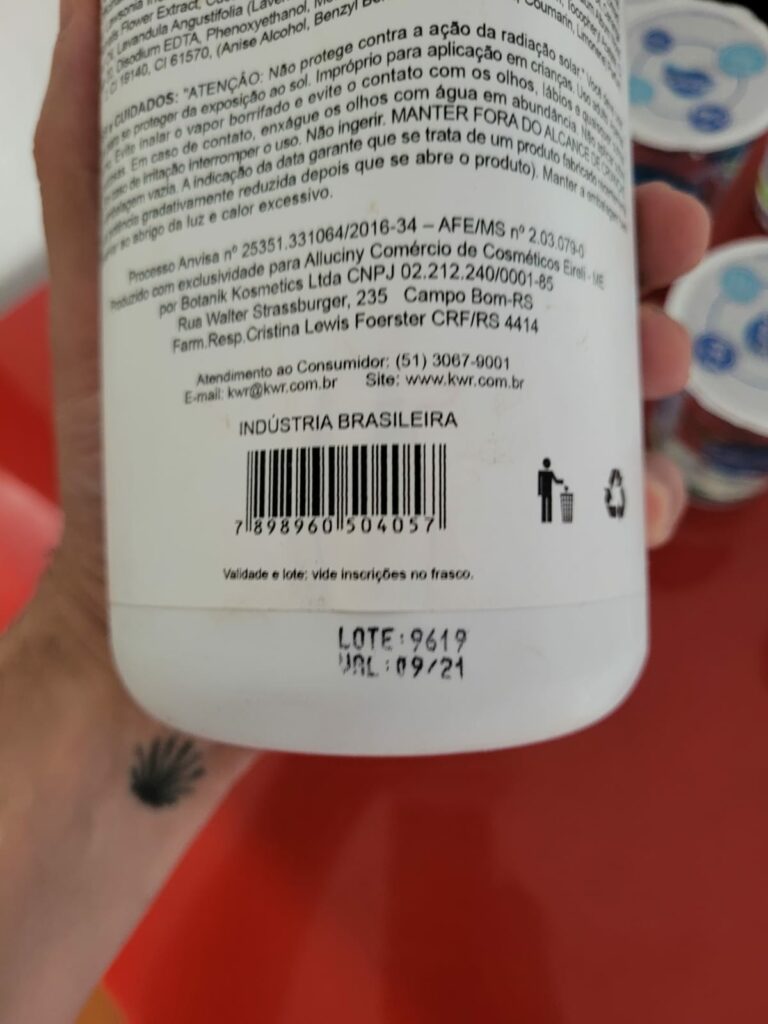 Flower Extract,
Lavandula Angustifolia
Disodium EDTA, Phenoxyethanol,
CI 19140, CI 61570, (Anise Alcohol, Benzyl
Coumarin, Limonene
CUIDADOS: "ATENÇÃO: Não protege contra a ação da radiação solar."
se proteger da exposição ao sol. Impróprio para aplicação em crianças. Uso
Evite inalar o vapor borrifado e evite o contato com os olhos, lábios e
Em caso de contato, enxágue os olhos com água em abundância. Não
de irritação interromper o uso. Não ingerir. MANTER FORA DO ALCANCE DE
vazia. A indicação da data garante que se trata de um produto fabricado
gradativamente reduzida depois que se abre o produto). Manter a
ao abrigo da luz e calor excessivo.
Processo Anvisa nº 25351.331064/2016-34 – AFE/MS nº 2.03.079-0
Produzido com exclusividade para Alluciny Comércio de Cosméticos Eireli - ME
por Botanik Kosmetics Ltda CNPJ 02.212.240/0001-85
Rua Walter Strassburger, 235 Campo Bom-RS
Farm.Resp.Cristina Lewis Foerster CRF/RS 4414
Atendimento ao Consumidor: (51) 3067-9001
E-mail: kwr@kwr.com.br Site: www.kwr.com.br
INDÚSTRIA BRASILEIRA
7 898960 504057
Validade e lote: vide inscrições no frasco.
LOTE:9619
VAL:09/21